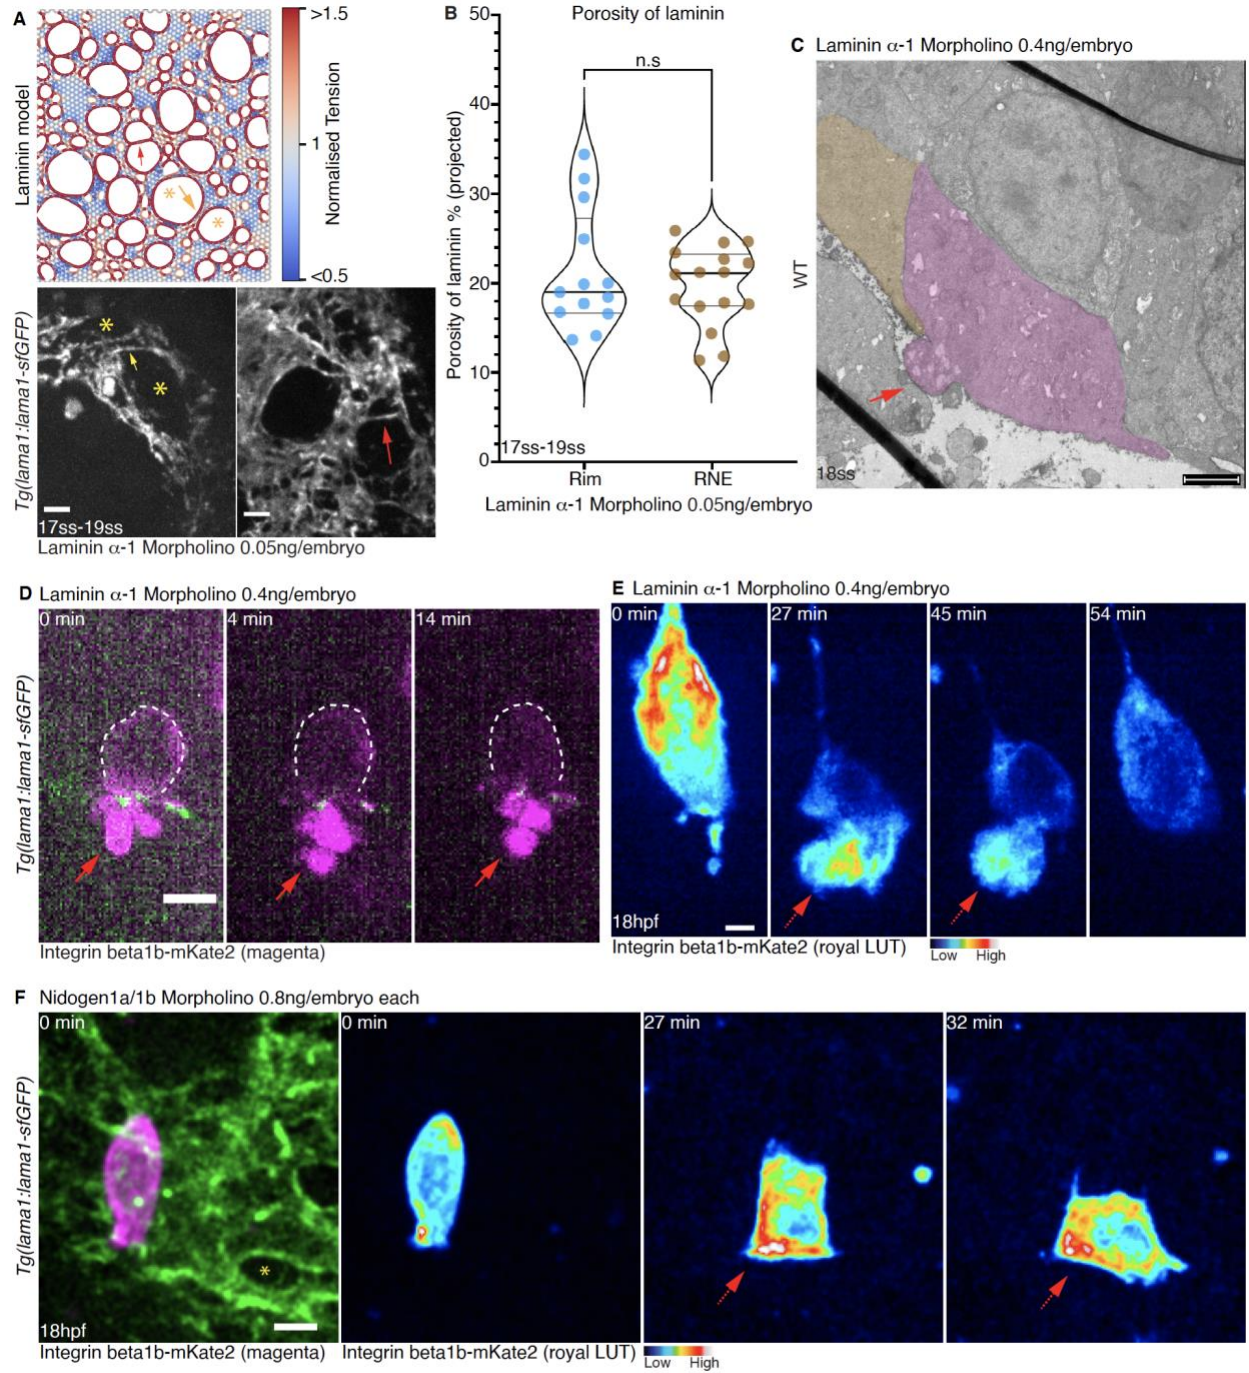 A
Laminin model
>1.5
1
<0.5
Normalised Tension
* *
Tg(lama1:lama1-sfGFP)
* *
17ss-19ss
Laminin α-1 Morpholino 0.05ng/embryo
B
Porosity of laminin
n.s
Porosity of laminin % (projected)
50
40
30
20
10
0
17ss-19ss
Rim RNE
Laminin α-1 Morpholino 0.05ng/embryo
C Laminin α-1 Morpholino 0.4ng/embryo
WT
18ss
D Laminin α-1 Morpholino 0.4ng/embryo
Tg(lama1:lama1-sfGFP)
0 min 4 min 14 min
Integrin beta1b-mKate2 (magenta)
E Laminin α-1 Morpholino 0.4ng/embryo
0 min 27 min 45 min 54 min
18hpf
Integrin beta1b-mKate2 (royal LUT)
Low High
F Nidogen1a/1b Morpholino 0.8ng/embryo each
Tg(lama1:lama1-sfGFP)
0 min 0 min 27 min 32 min
*
18hpf
Integrin beta1b-mKate2 (magenta) Integrin beta1b-mKate2 (royal LUT)
Low High